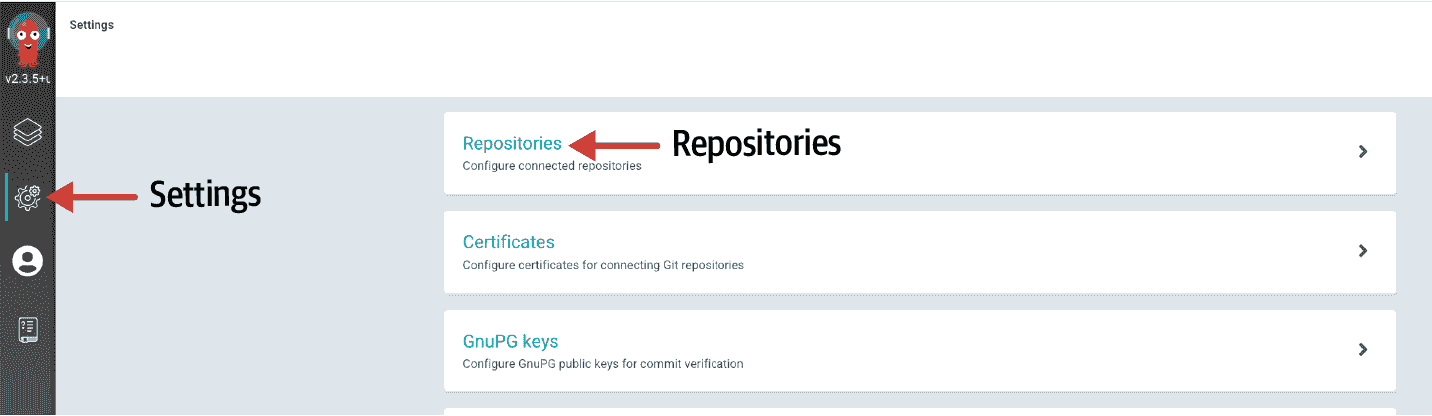 Settings
v2.3.5+u
Repositories
Repositories
Configure connected repositories
Settings
Certificates
Configure certificates for connecting Git repositories
GnuPG keys
Configure GnuPG public keys for commit verification